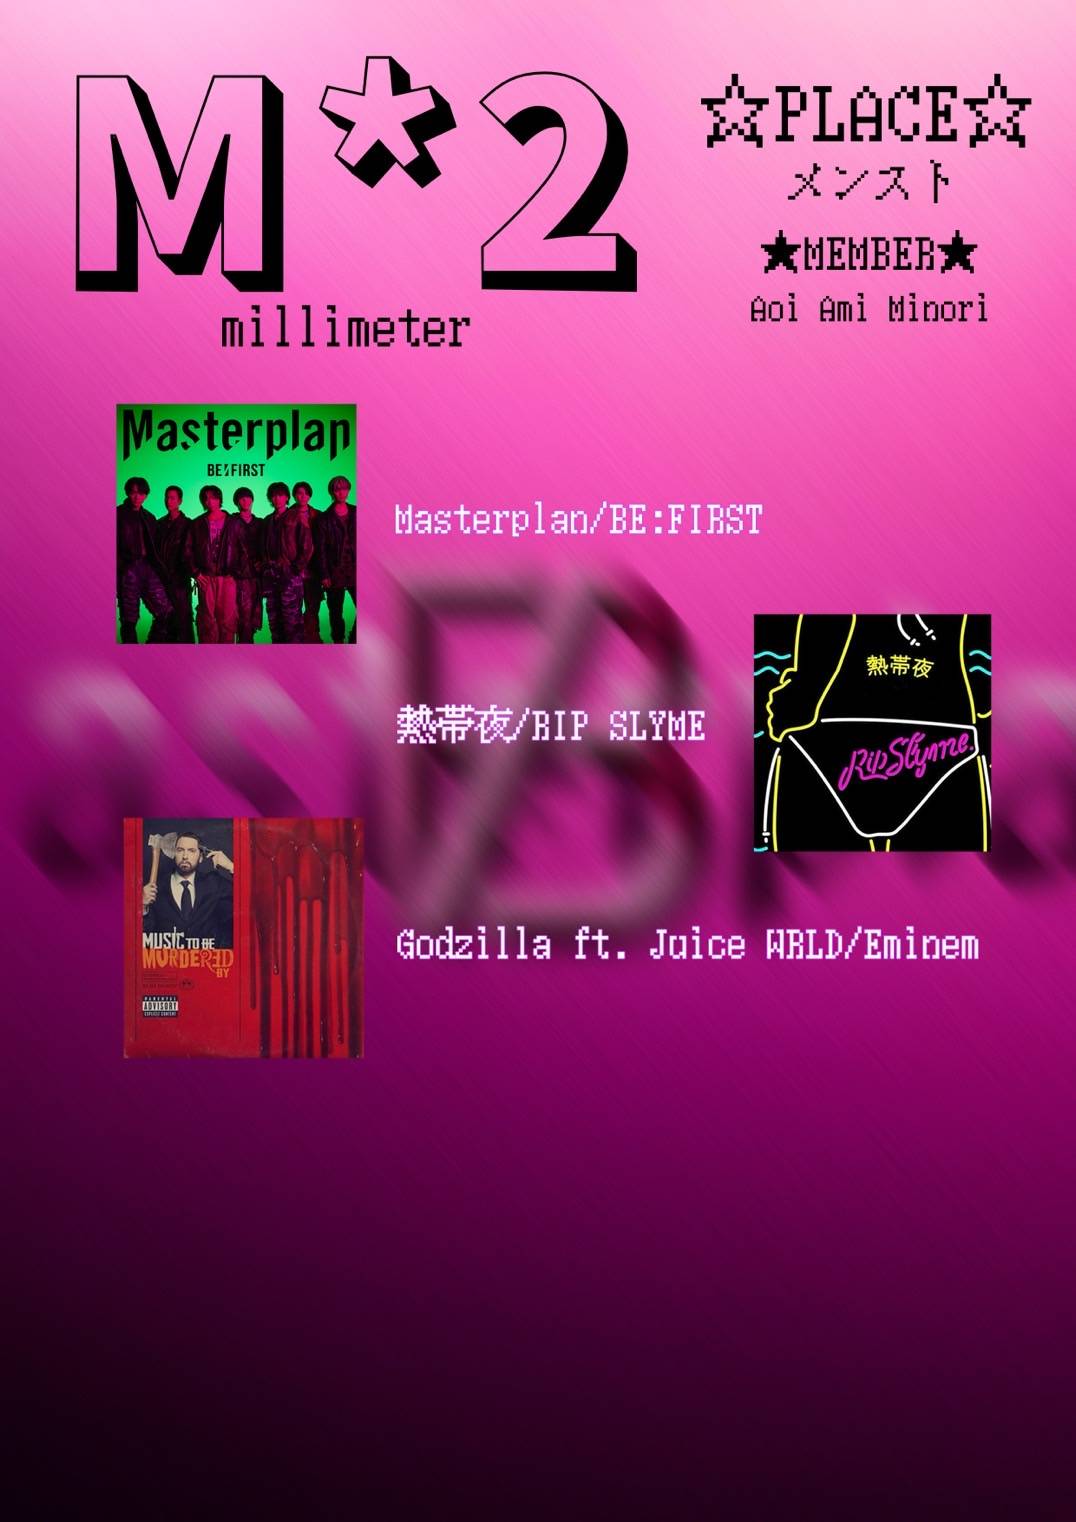 M*2
millimeter
☆PLACE☆
メンスト
★MEMBER★
Aoi Ami Minori
Masterplan
BE:FIRST
Masterplan/BE:FIRST
熱帯夜
Rip Slyme
熱帯夜/RIP SLYME
MUSIC TO BE
MURDERED
BY
PARENTAL
ADVISORY
EXPLICIT CONTENT
Godzilla ft. Juice WRLD/Eminem